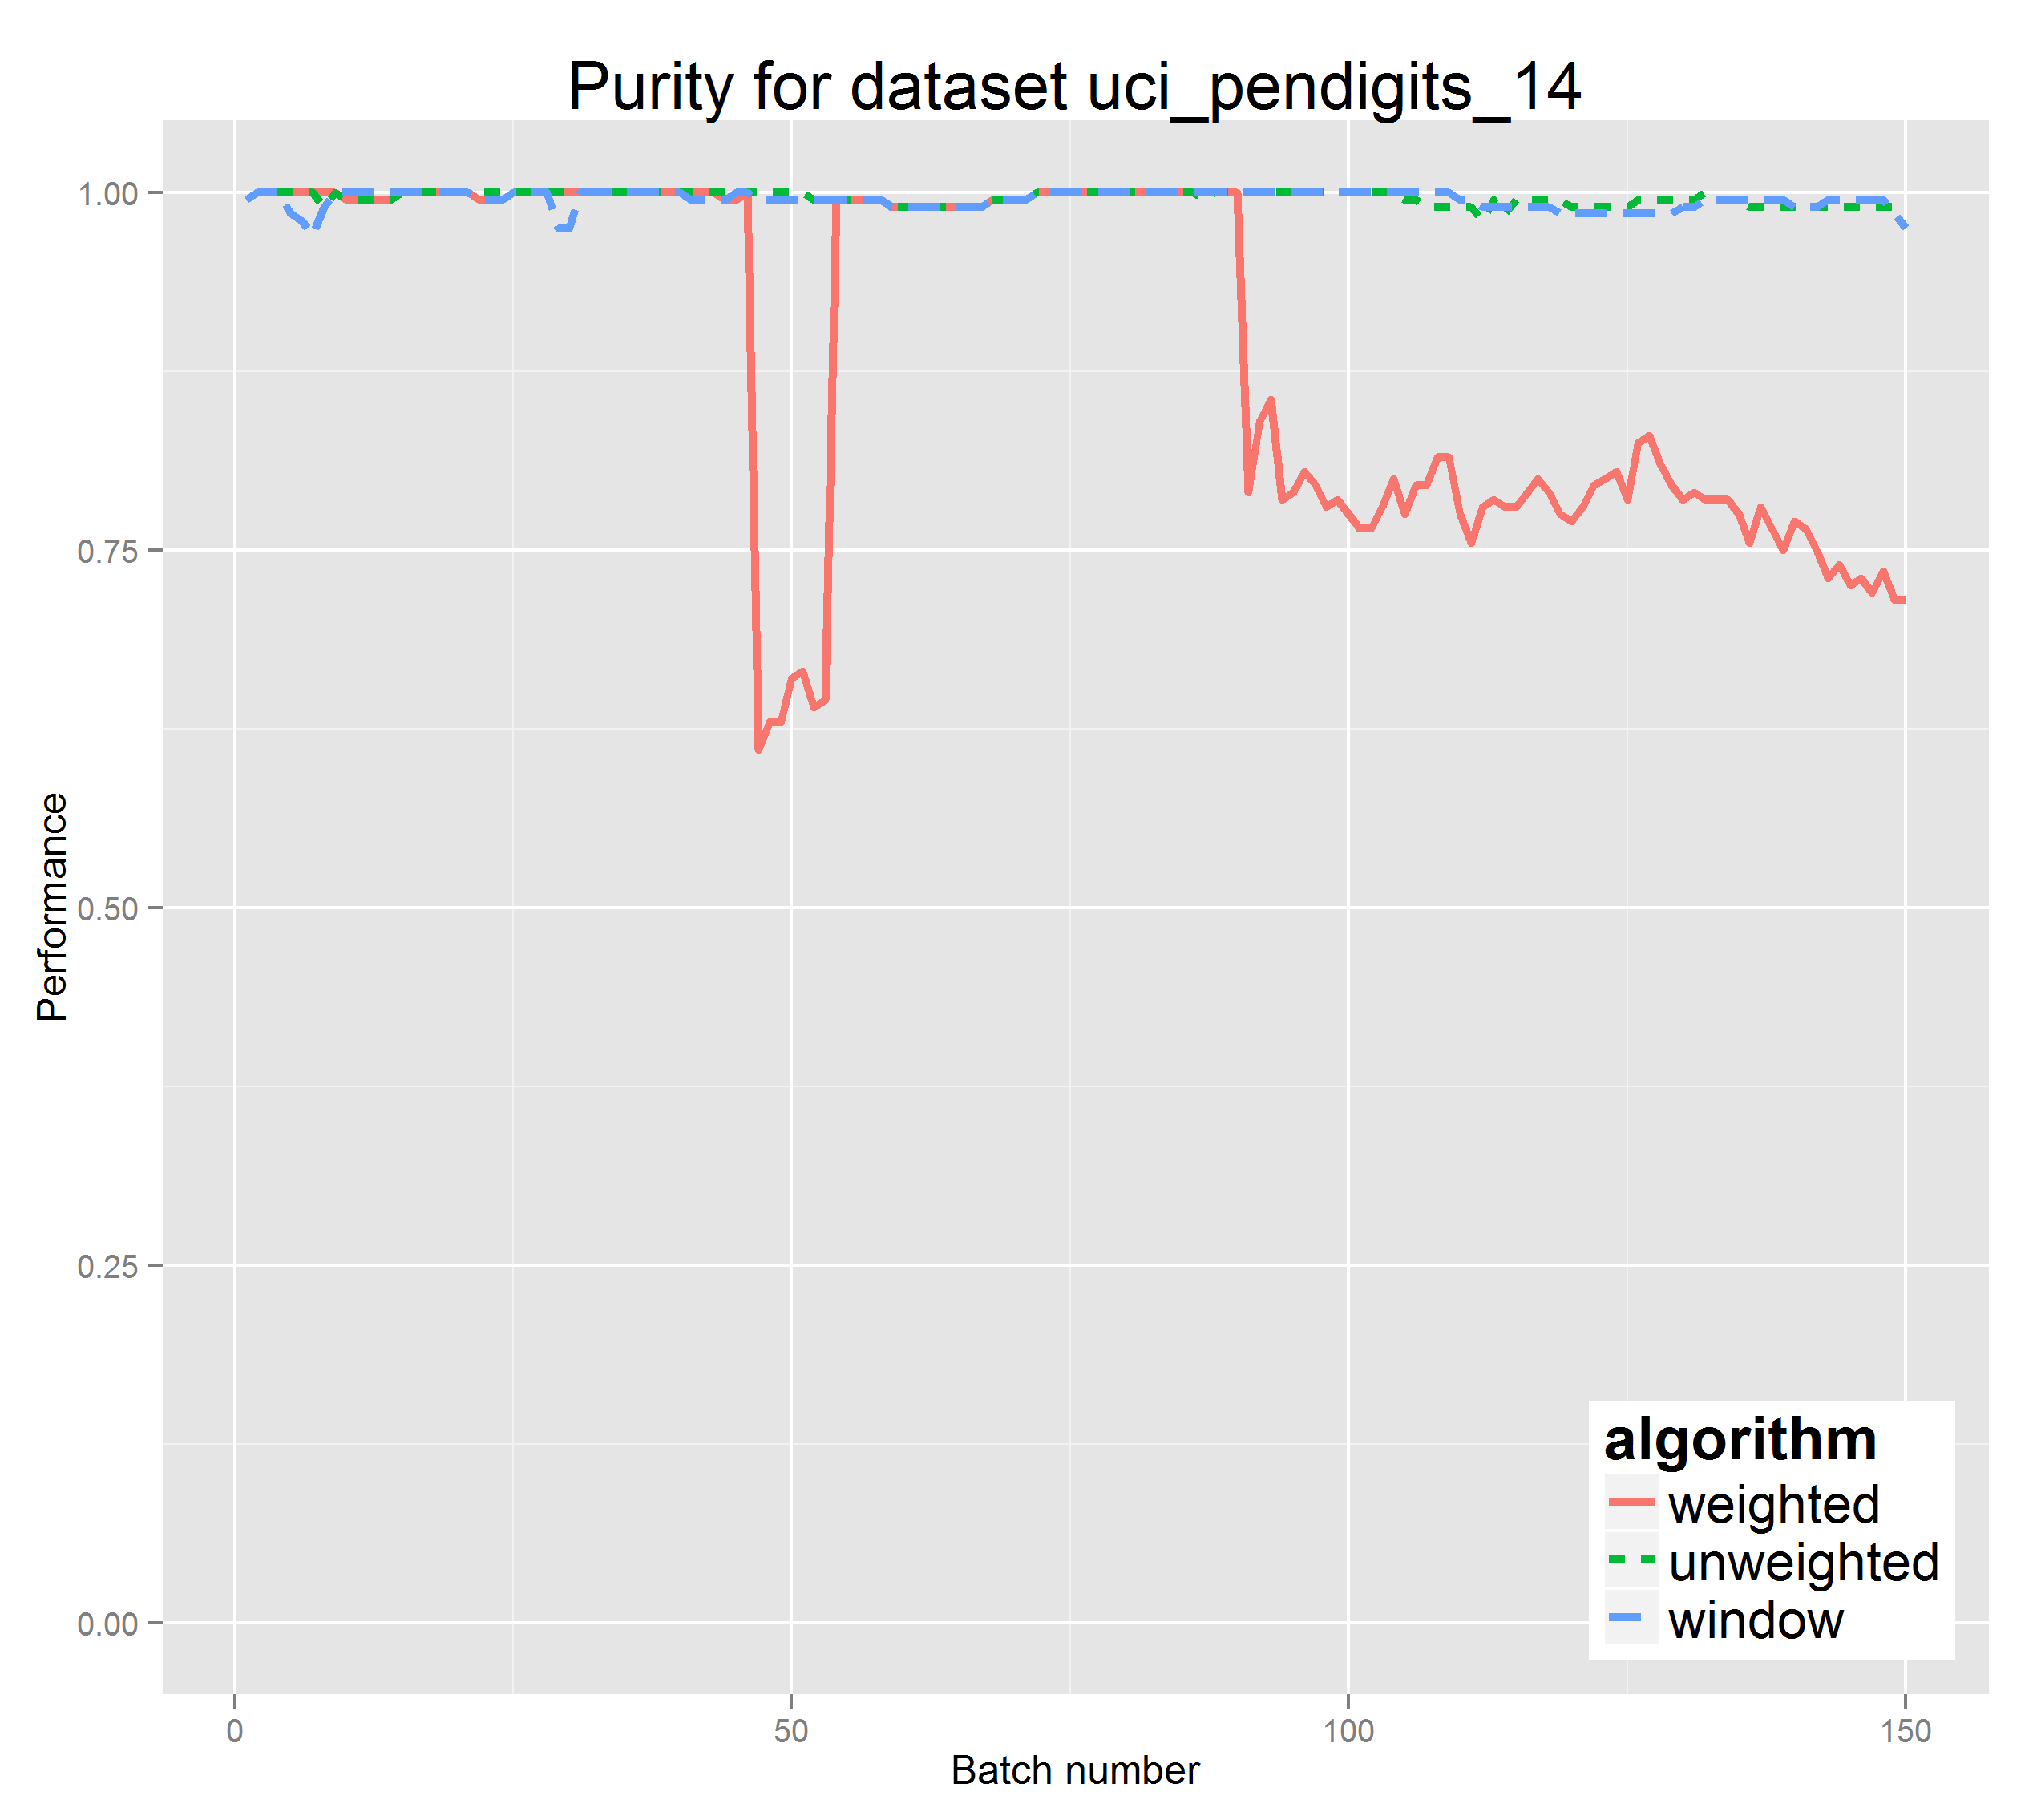 Purity for dataset uci_pendigits_14
1.00
0.75
0.50
0.25
0.00
Performance
0
50
100
150
Batch number
algorithm
weighted
unweighted
window